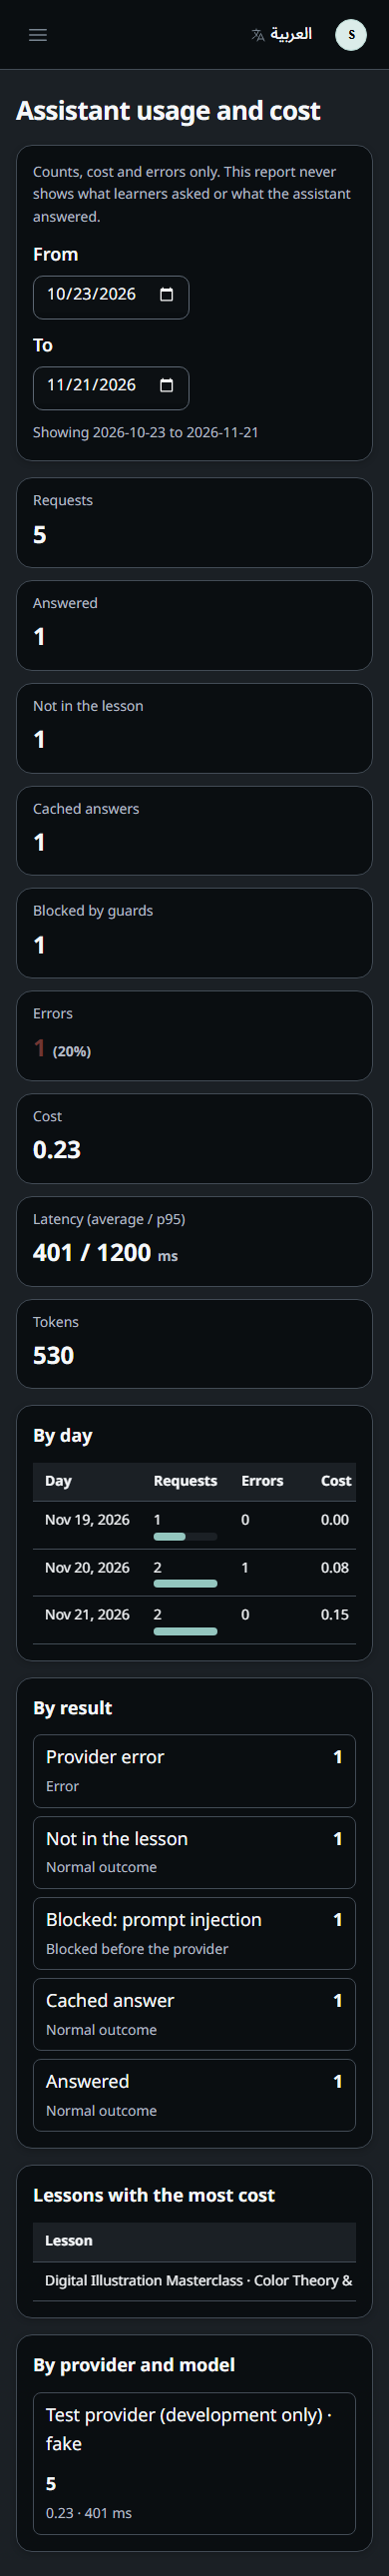 العربية
S
Assistant usage and cost
Counts, cost and errors only. This report never
shows what learners asked or what the assistant
answered.
From
10/23/2026
To
11/21/2026
Showing 2026-10-23 to 2026-11-21
Requests
5
Answered
1
Not in the lesson
1
Cached answers
1
Blocked by guards
1
Errors
1 (20%)
Cost
0.23
Latency (average / p95)
401 / 1200 ms
Tokens
530
By day
Day Requests Errors Cost
Nov 19, 2026 1 0 0.00
Nov 20, 2026 2 1 0.08
Nov 21, 2026 2 0 0.15
By result
Provider error 1
Error
Not in the lesson 1
Normal outcome
Blocked: prompt injection 1
Blocked before the provider
Cached answer 1
Normal outcome
Answered 1
Normal outcome
Lessons with the most cost
Lesson
Digital Illustration Masterclass · Color Theory &
By provider and model
Test provider (development only) ·
fake
5
0.23 · 401 ms